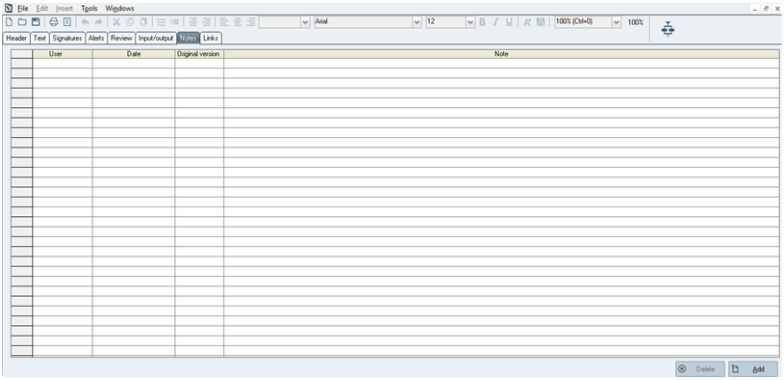 File Edit Insert Tools Windows
Arial 12 B I U 100% (Ctrl+0) 100%
Header Text Signatures Alerts Review Input/output Notes Links
User Date Original version Note
Delete Add